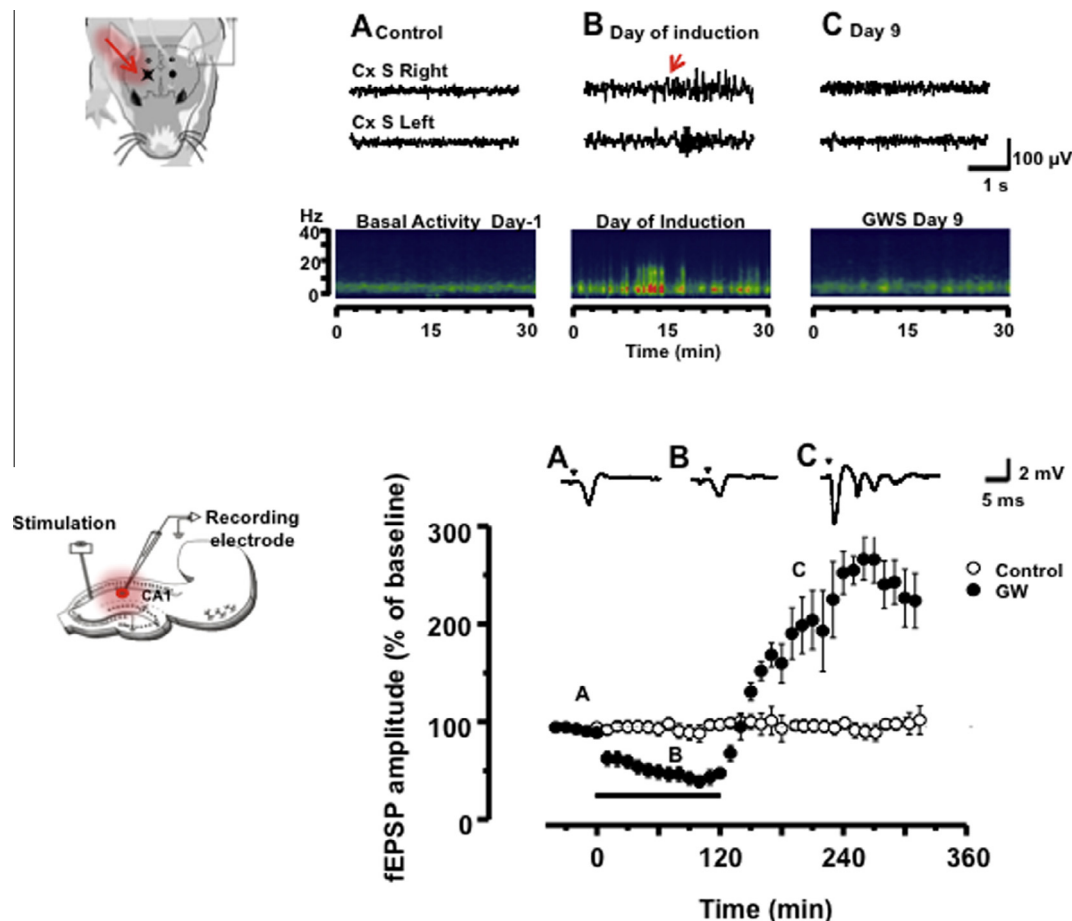 A Control
B Day of induction
C Day 9
Cx S Right
Cx S Left
100 µV
1 s
Hz
40
20
0
Basal Activity Day-1
Day of Induction
GWS Day 9
0 15 30
0 15 30
0 15 30
Time (min)
A
B
C
2 mV
5 ms
Stimulation
Recording
electrode
CA1
Control
GW
fEPSP amplitude (% of baseline)
300
200
100
0
A
B
C
0 120 240 360
Time (min)